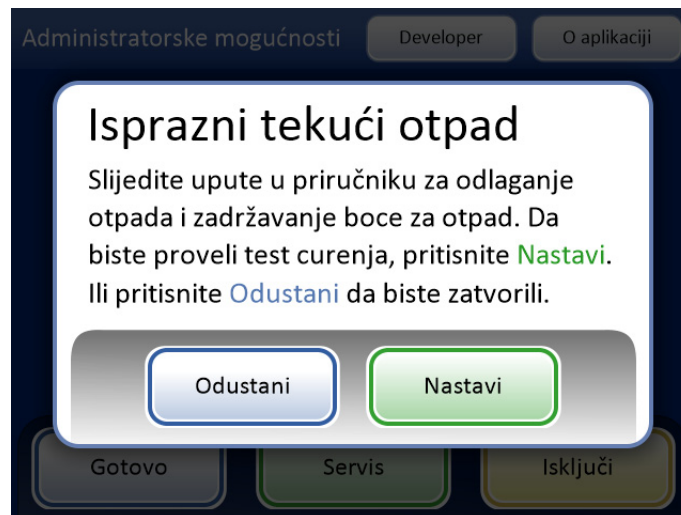 Administratorske mogućnosti Developer O aplikaciji
Isprazni tekući otpad
Slijedite upute u priručniku za odlaganje
otpada i zadržavanje boce za otpad. Da
biste proveli test curenja, pritisnite Nastavi.
Ili pritisnite Odustani da biste zatvorili.
Odustani Nastavi
Gotovo Servis Isključi